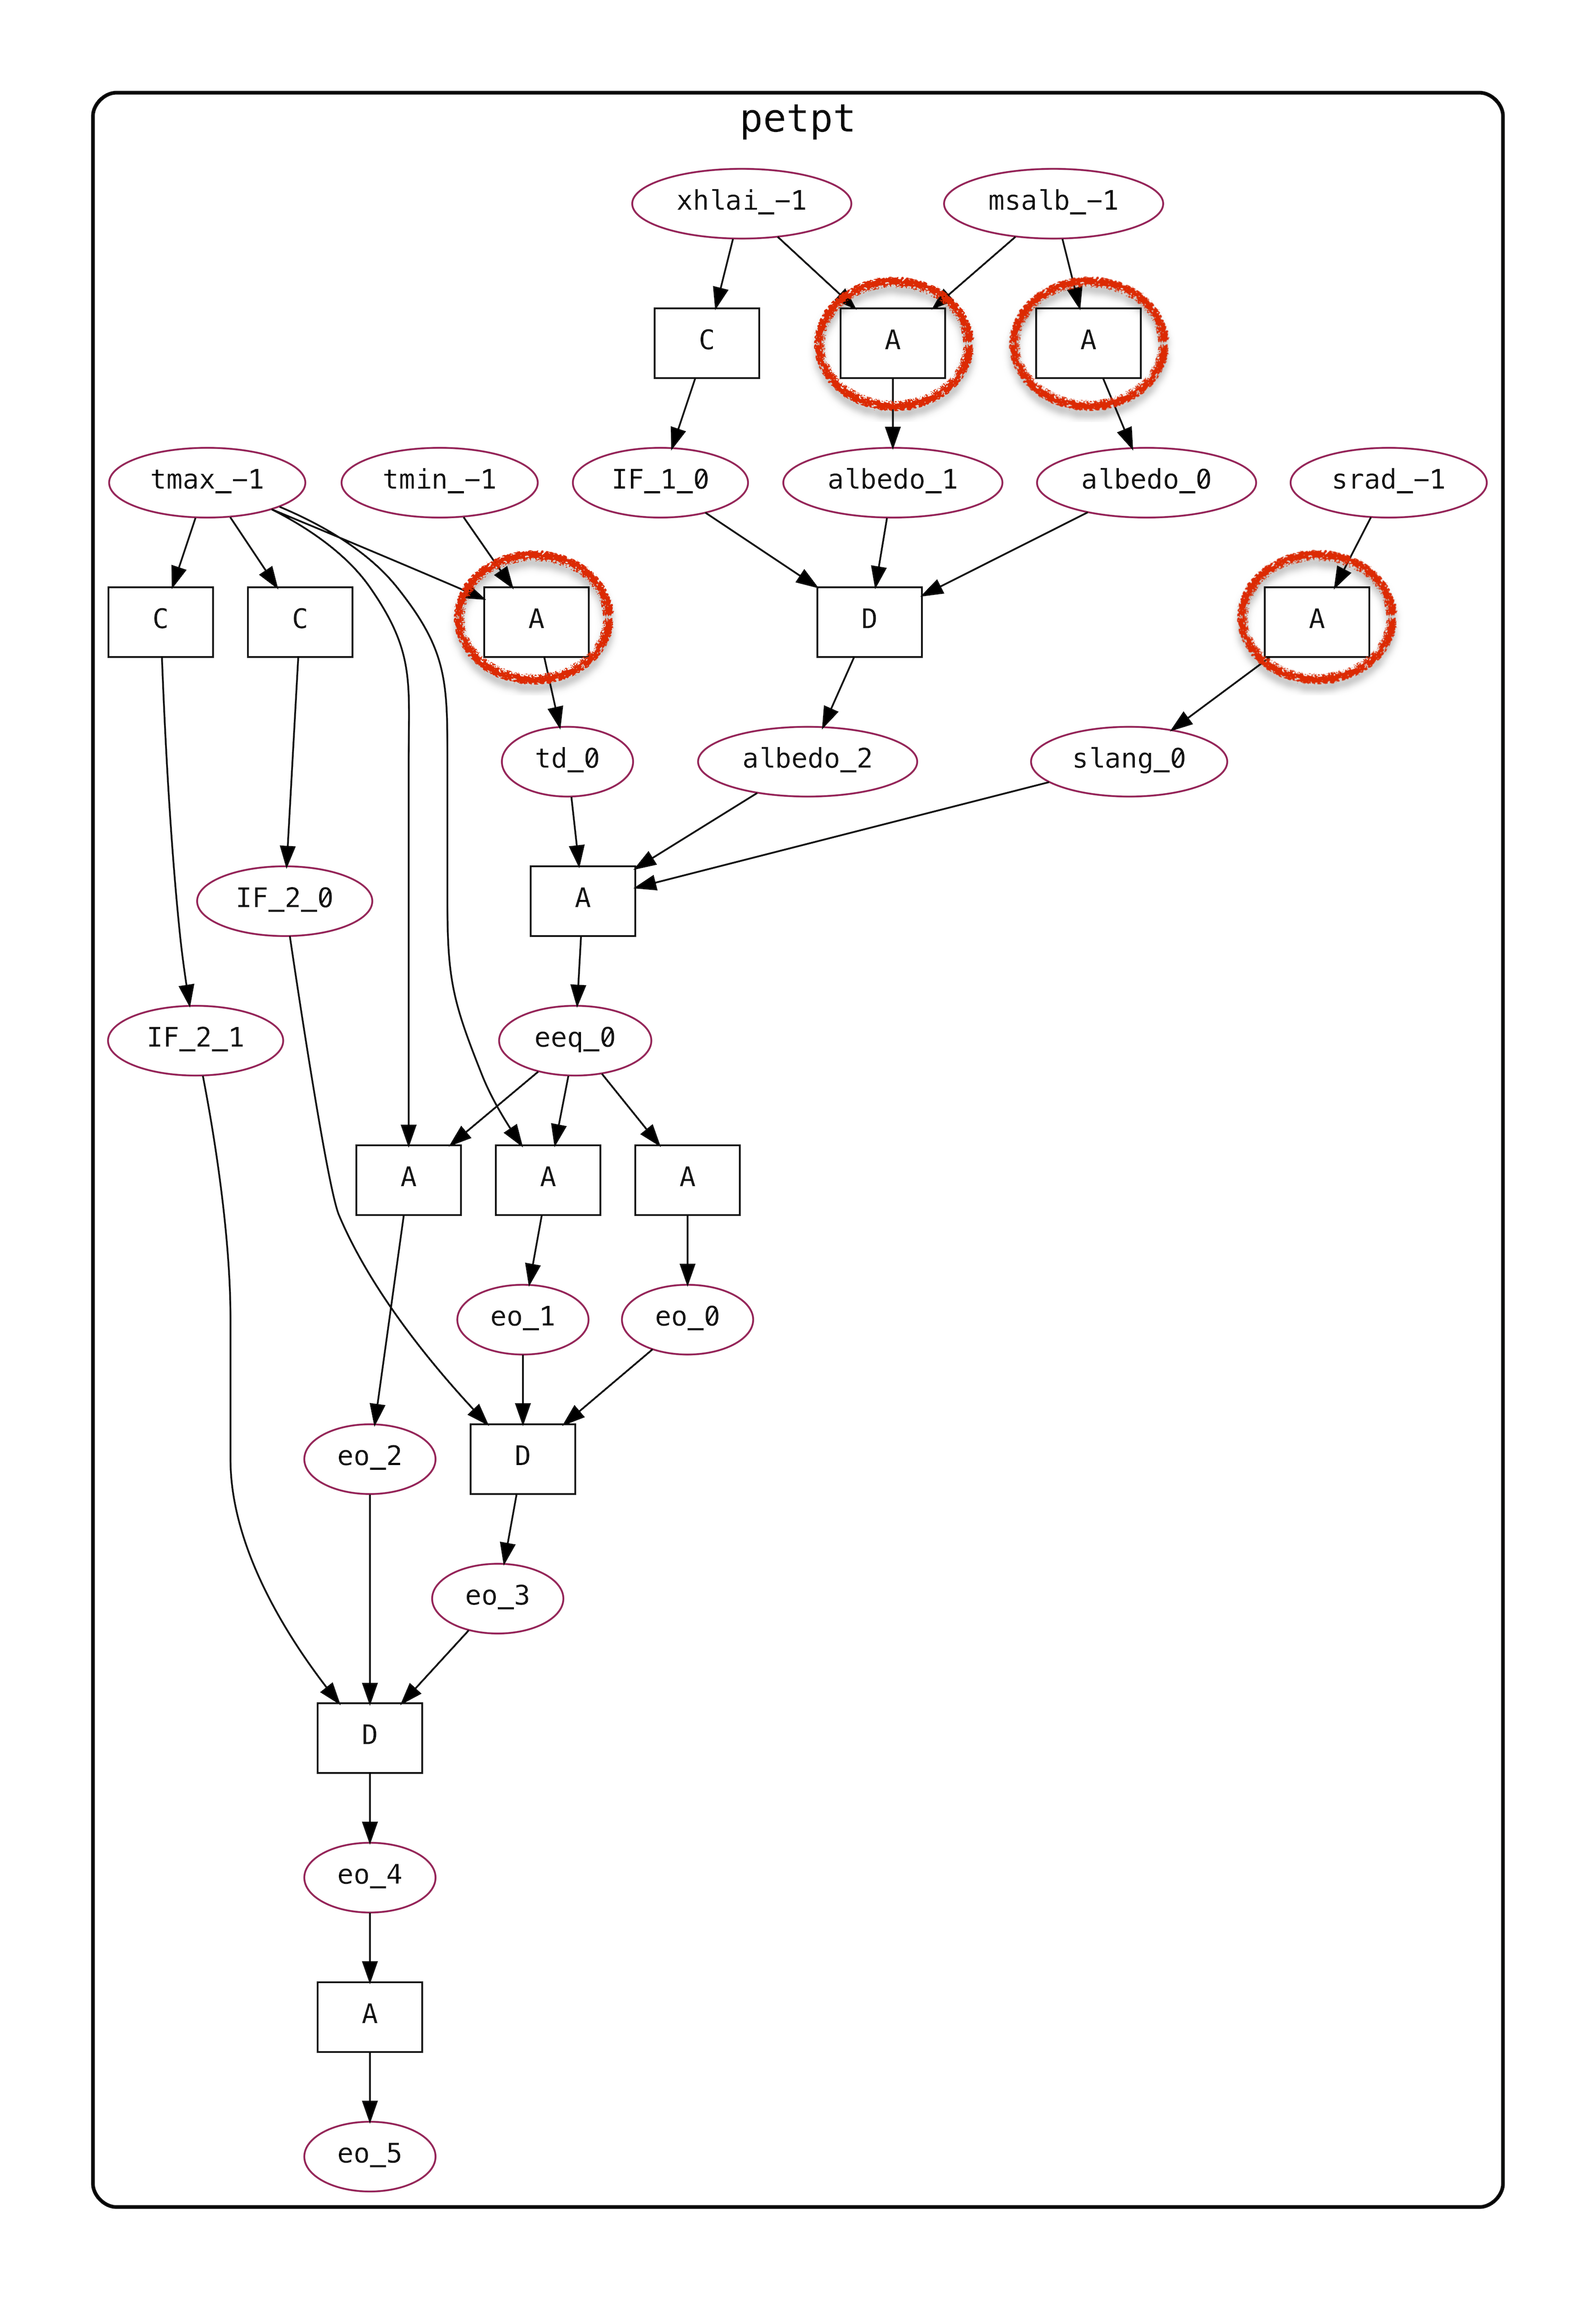 petpt
xhlai_−1 msalb_−1
C A A
tmax_−1 tmin_−1 IF_1_0 albedo_1 albedo_0 srad_−1
C C A D A
td_0 albedo_2 slang_0
IF_2_0 A
IF_2_1 eeq_0
A A A
eo_1 eo_0
eo_2 D
eo_3
D
eo_4
A
eo_5